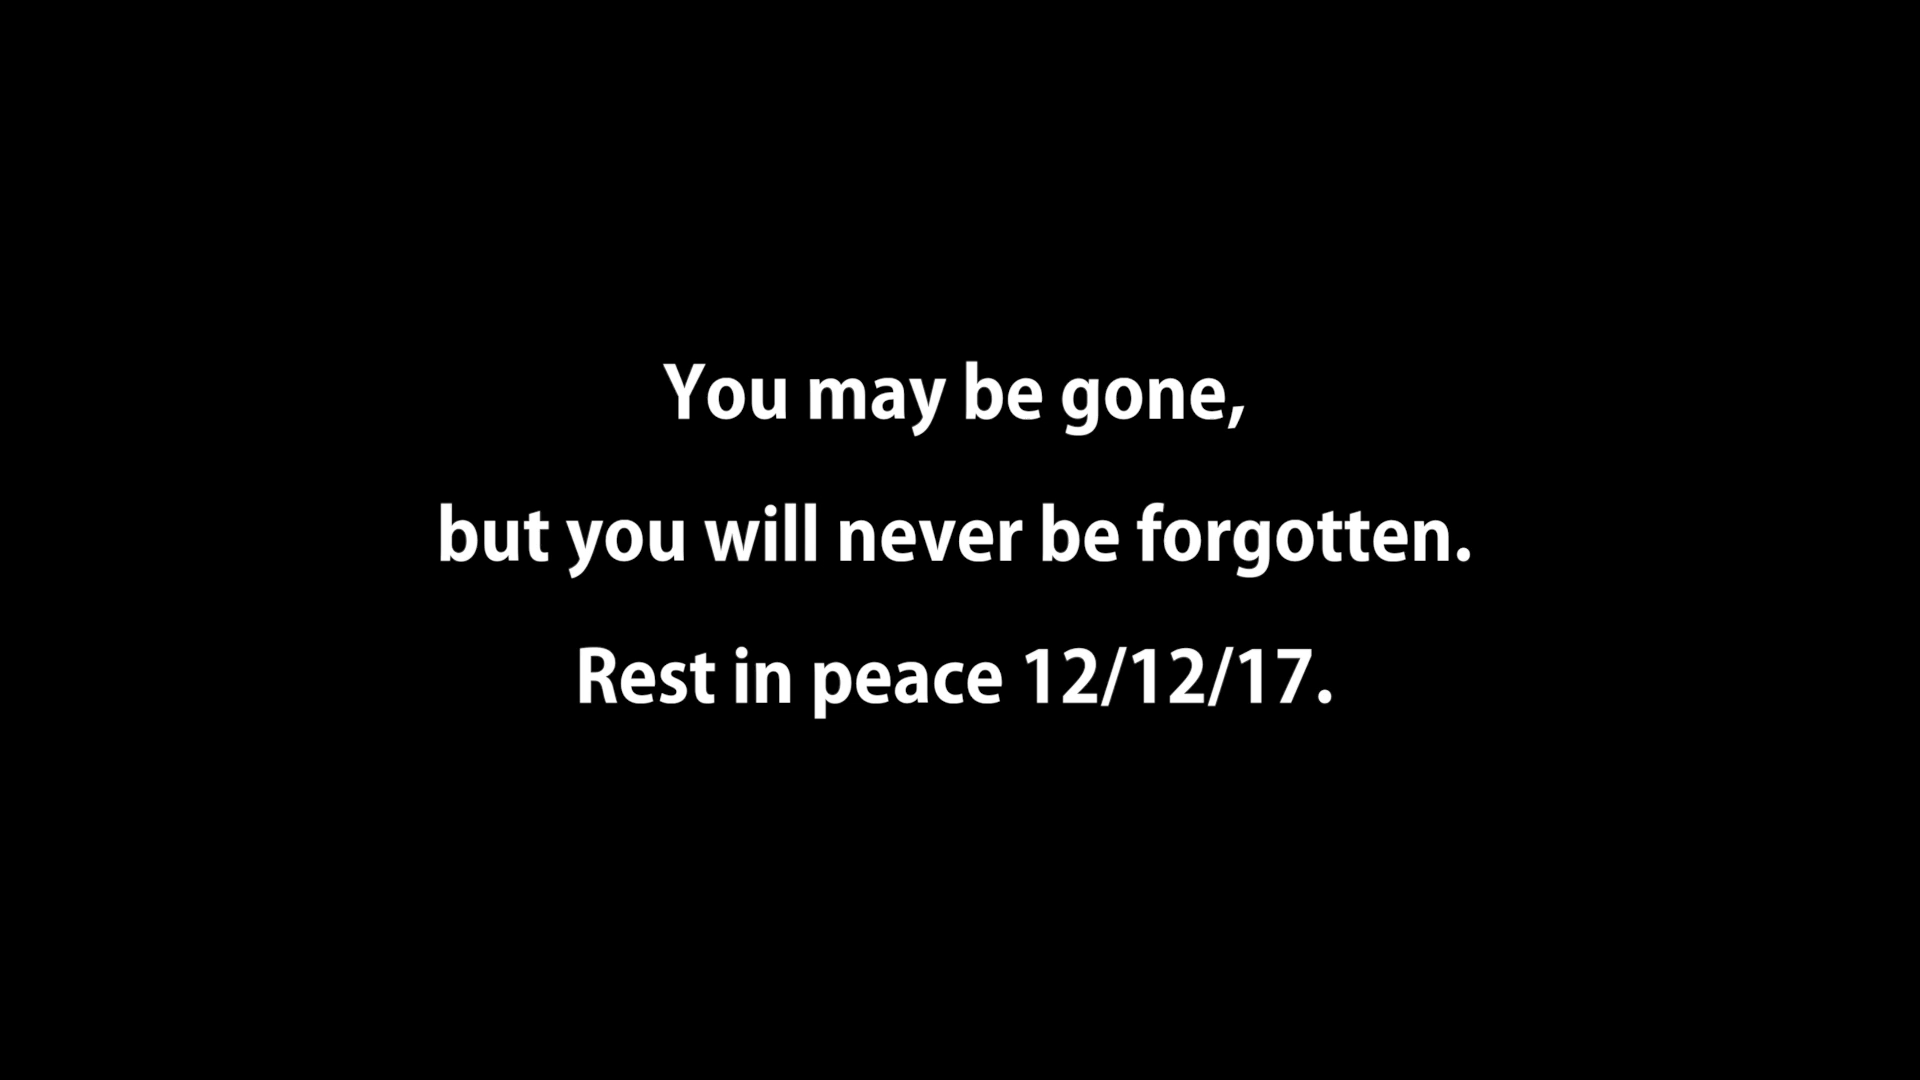 You may be gone,
but you will never be forgotten.
Rest in peace 12/12/17.